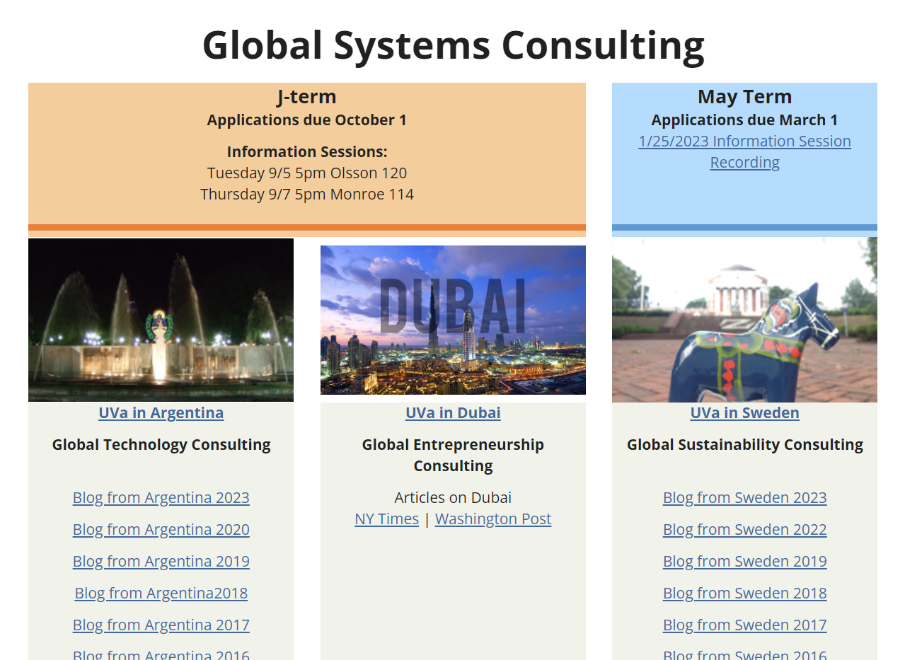 Global Systems Consulting
J-term
Applications due October 1
Information Sessions:
Tuesday 9/5 5pm Olsson 120
Thursday 9/7 5pm Monroe 114
May Term
Applications due March 1
1/25/2023 Information Session
Recording
DUBAI
UVa in Argentina
Global Technology Consulting
Blog from Argentina 2023
Blog from Argentina 2020
Blog from Argentina 2019
Blog from Argentina2018
Blog from Argentina 2017
Blog from Argentina 2016
UVa in Dubai
Global Entrepreneurship
Consulting
Articles on Dubai
NY Times | Washington Post
UVa in Sweden
Global Sustainability Consulting
Blog from Sweden 2023
Blog from Sweden 2022
Blog from Sweden 2019
Blog from Sweden 2018
Blog from Sweden 2017
Blog from Sweden 2016